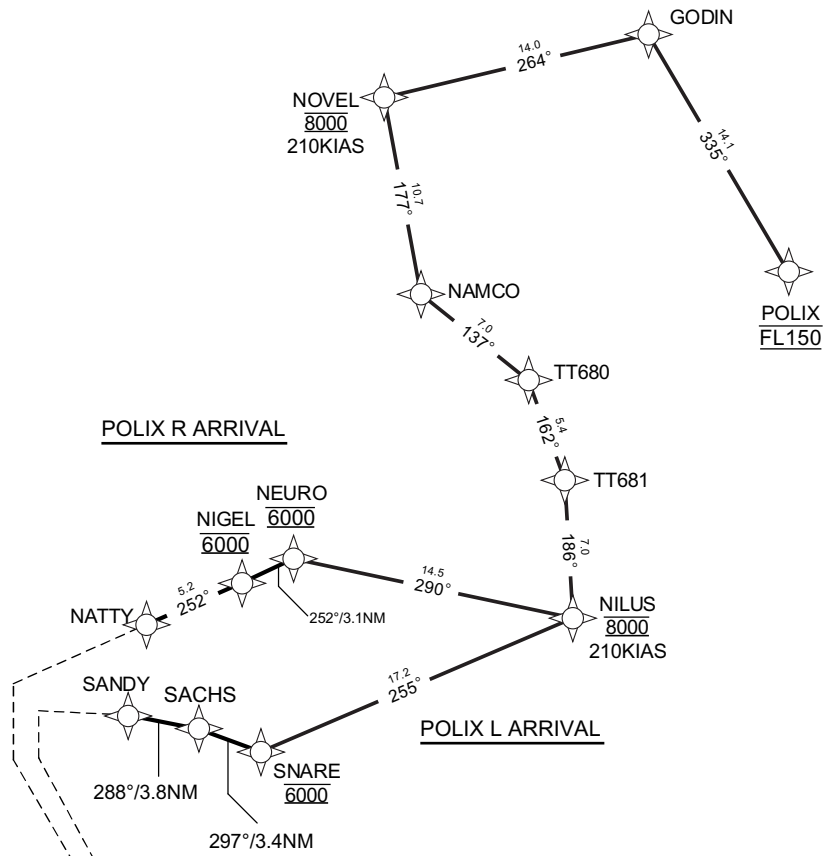 GODIN
14.0
264°
NOVEL
8000
210KIAS
14.1
335°
10.7
177°
NAMCO
POLIX
FL150
7.0
137°
TT680
5.4
162°
POLIX R ARRIVAL
TT681
NEURO
6000
NIGEL
6000
7.0
186°
14.5
290°
5.2
252°
252°/3.1NM
NATTY
NILUS
8000
210KIAS
17.2
255°
SANDY
SACHS
POLIX L ARRIVAL
SNARE
6000
288°/3.8NM
297°/3.4NM